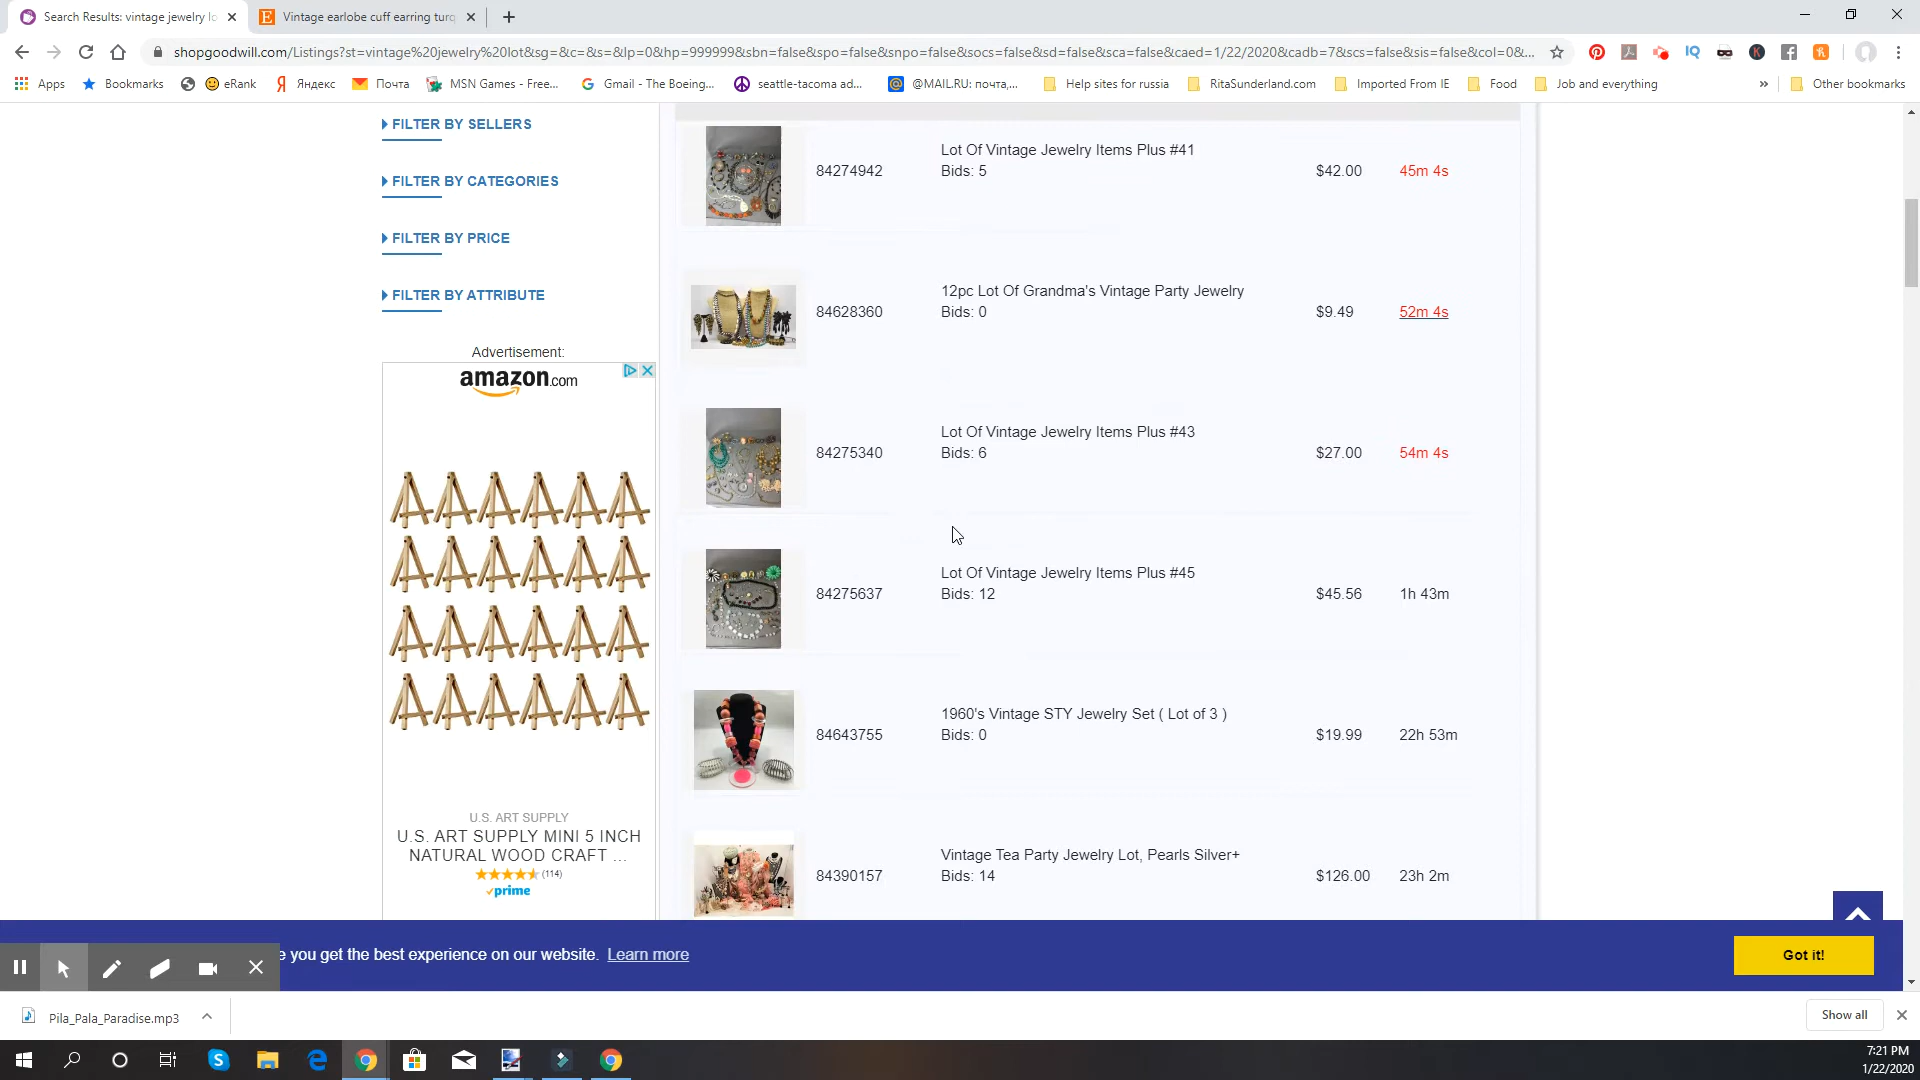 Search Results: vintage jewelry lo
Vintage earlobe cuff earring turq
shopgoodwill.com/Listings?st=vintage%20jewelry%20lot&sg=&c=&s=&lp=0&hp=999999&sbn=false&spo=false&snpo=false&socs=false&sd=false&sca=false&caed=1/22/2020&cadb=7&scs=false&sis=false&col=0&...
Apps
Bookmarks
eRank
Яндекс
Почта
MSN Games - Free...
Gmail - The Boeing...
seattle-tacoma ad...
@MAIL.RU: почта,...
Help sites for russia
RitaSunderland.com
Imported From IE
Food
Job and everything
»
Other bookmarks
FILTER BY SELLERS
FILTER BY CATEGORIES
FILTER BY PRICE
FILTER BY ATTRIBUTE
Advertisement:
amazon.com
U.S. ART SUPPLY
U.S. ART SUPPLY MINI 5 INCH
NATURAL WOOD CRAFT ...
(114)
prime
84274942 Lot Of Vintage Jewelry Items Plus #41 $42.00 45m 4s
Bids: 5
84628360 12pc Lot Of Grandma's Vintage Party Jewelry $9.49 52m 4s
Bids: 0
84275340 Lot Of Vintage Jewelry Items Plus #43 $27.00 54m 4s
Bids: 6
84275637 Lot Of Vintage Jewelry Items Plus #45 $45.56 1h 43m
Bids: 12
84643755 1960's Vintage STY Jewelry Set ( Lot of 3 ) $19.99 22h 53m
Bids: 0
84390157 Vintage Tea Party Jewelry Lot, Pearls Silver+ $126.00 23h 2m
Bids: 14
e you get the best experience on our website. Learn more
Got it!
Pila_Pala_Paradise.mp3
Show all
7:21 PM
1/22/2020